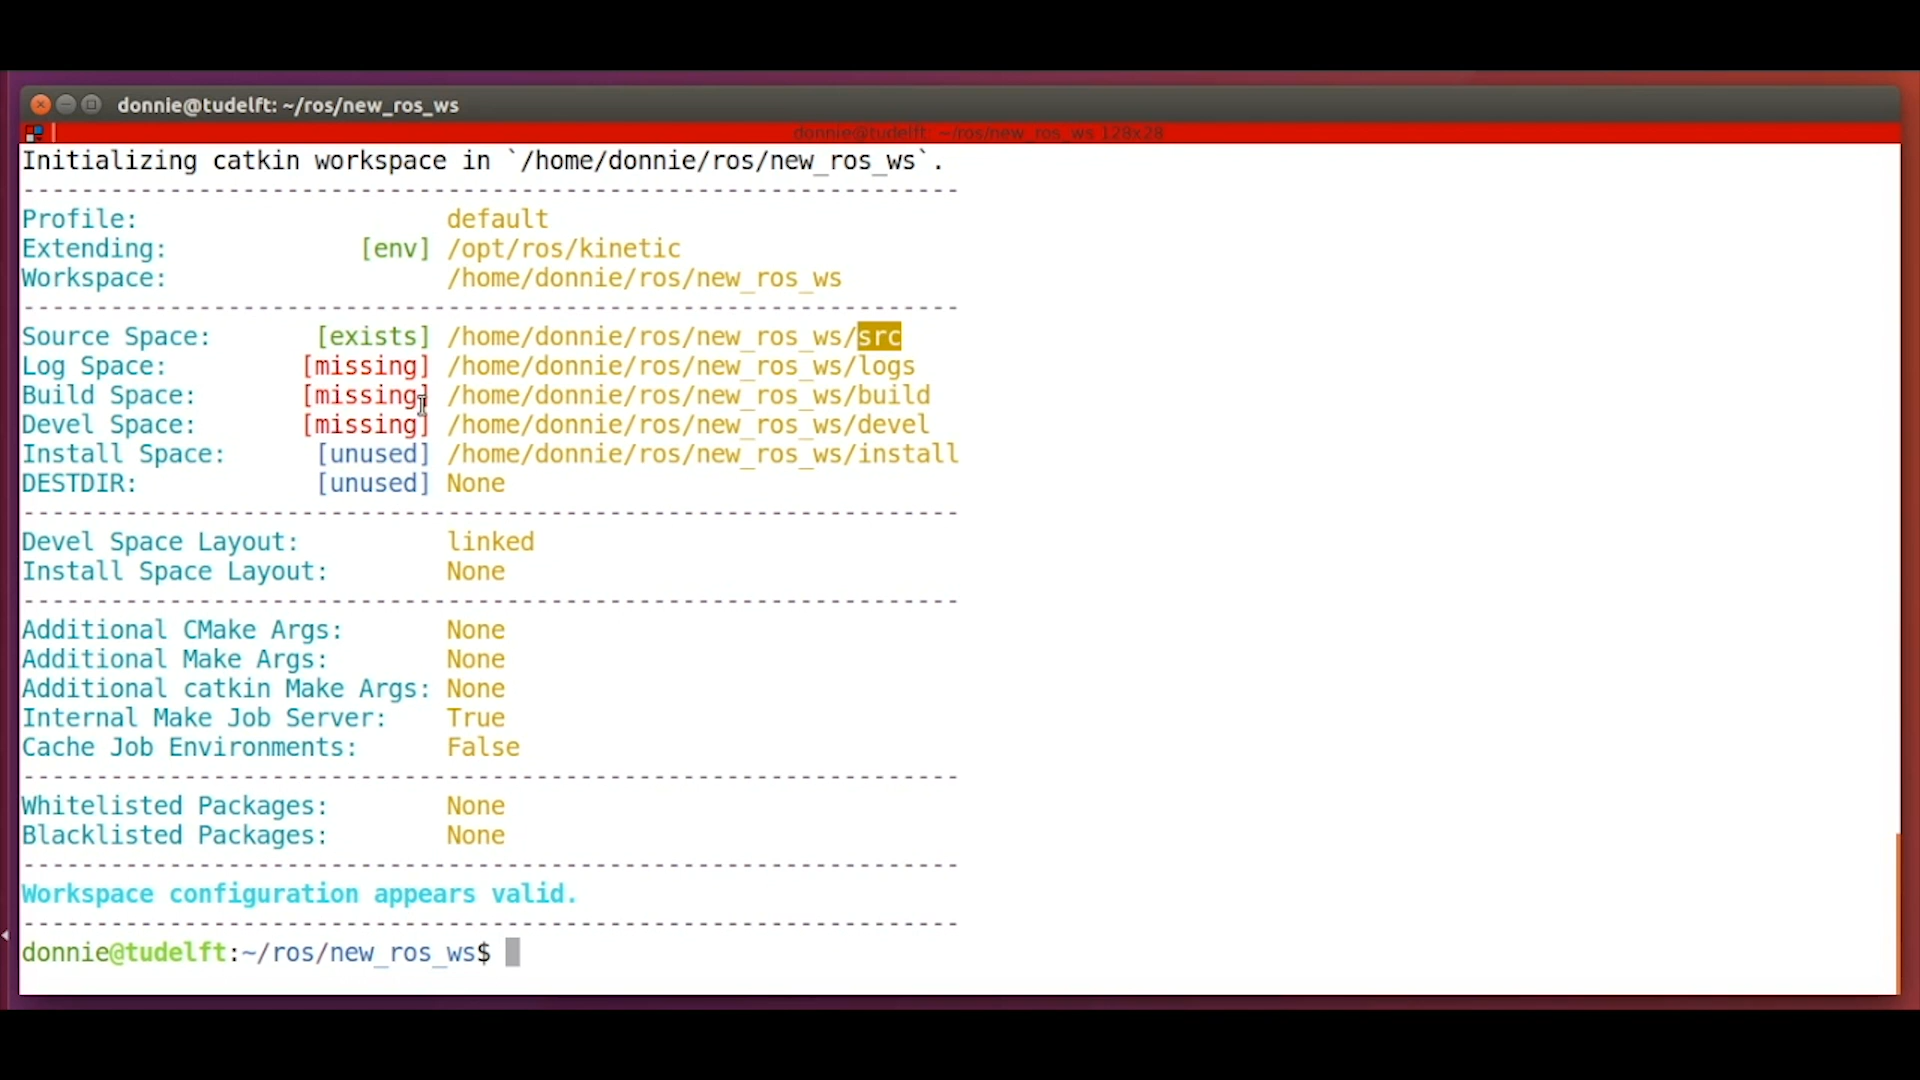 donnie@tudelft: ~/ros/new_ros_ws
donnie@tudelft: ~/ros/new_ros_ws 128x28
Initializing catkin workspace in `/home/donnie/ros/new_ros_ws`.
----------------------------------------------------------------
Profile: default
Extending: [env] /opt/ros/kinetic
Workspace: /home/donnie/ros/new_ros_ws
----------------------------------------------------------------
Source Space: [exists] /home/donnie/ros/new_ros_ws/src
Log Space: [missing] /home/donnie/ros/new_ros_ws/logs
Build Space: [missing] /home/donnie/ros/new_ros_ws/build
Devel Space: [missing] /home/donnie/ros/new_ros_ws/devel
Install Space: [unused] /home/donnie/ros/new_ros_ws/install
DESTDIR: [unused] None
----------------------------------------------------------------
Devel Space Layout: linked
Install Space Layout: None
----------------------------------------------------------------
Additional CMake Args: None
Additional Make Args: None
Additional catkin Make Args: None
Internal Make Job Server: True
Cache Job Environments: False
----------------------------------------------------------------
Whitelisted Packages: None
Blacklisted Packages: None
----------------------------------------------------------------
Workspace configuration appears valid.
----------------------------------------------------------------
donnie@tudelft:~/ros/new_ros_ws$